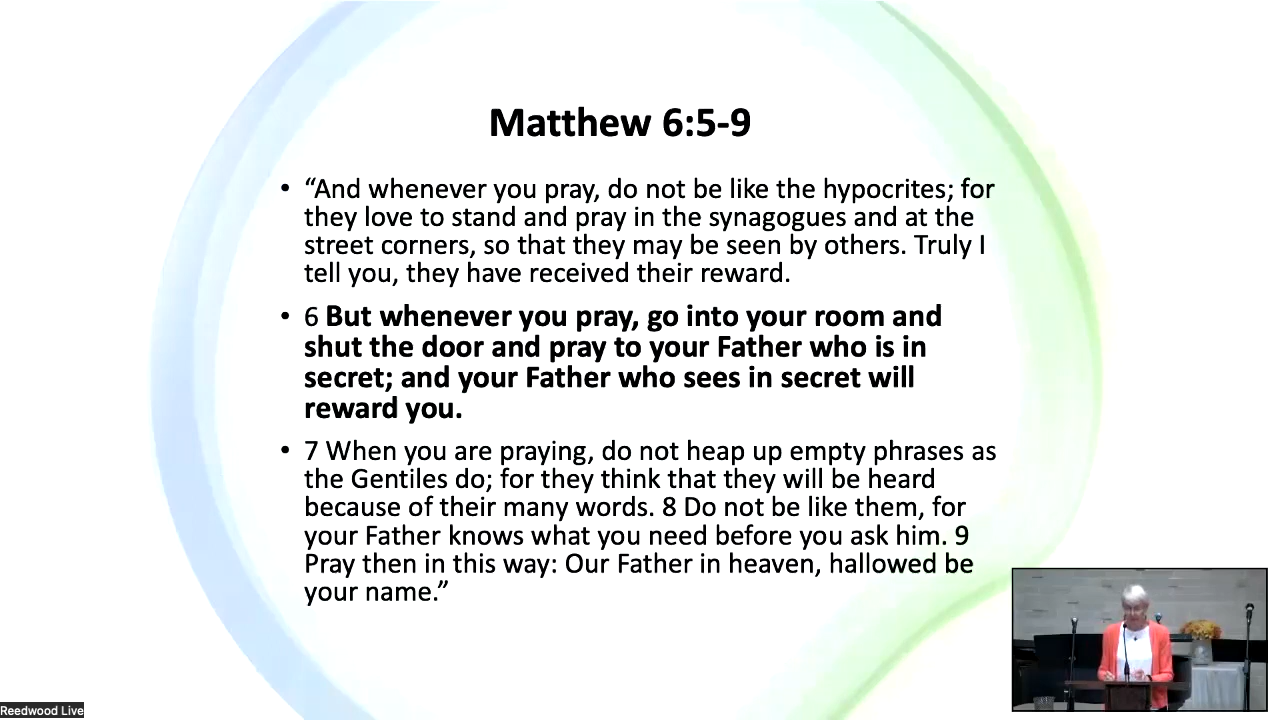 Matthew 6:5-9
• “And whenever you pray, do not be like the hypocrites; for
they love to stand and pray in the synagogues and at the
street corners, so that they may be seen by others. Truly I
tell you, they have received their reward.
• 6 But whenever you pray, go into your room and
shut the door and pray to your Father who is in
secret; and your Father who sees in secret will
reward you.
• 7 When you are praying, do not heap up empty phrases as
the Gentiles do; for they think that they will be heard
because of their many words. 8 Do not be like them, for
your Father knows what you need before you ask him. 9
Pray then in this way: Our Father in heaven, hallowed be
your name.”
Reedwood Live